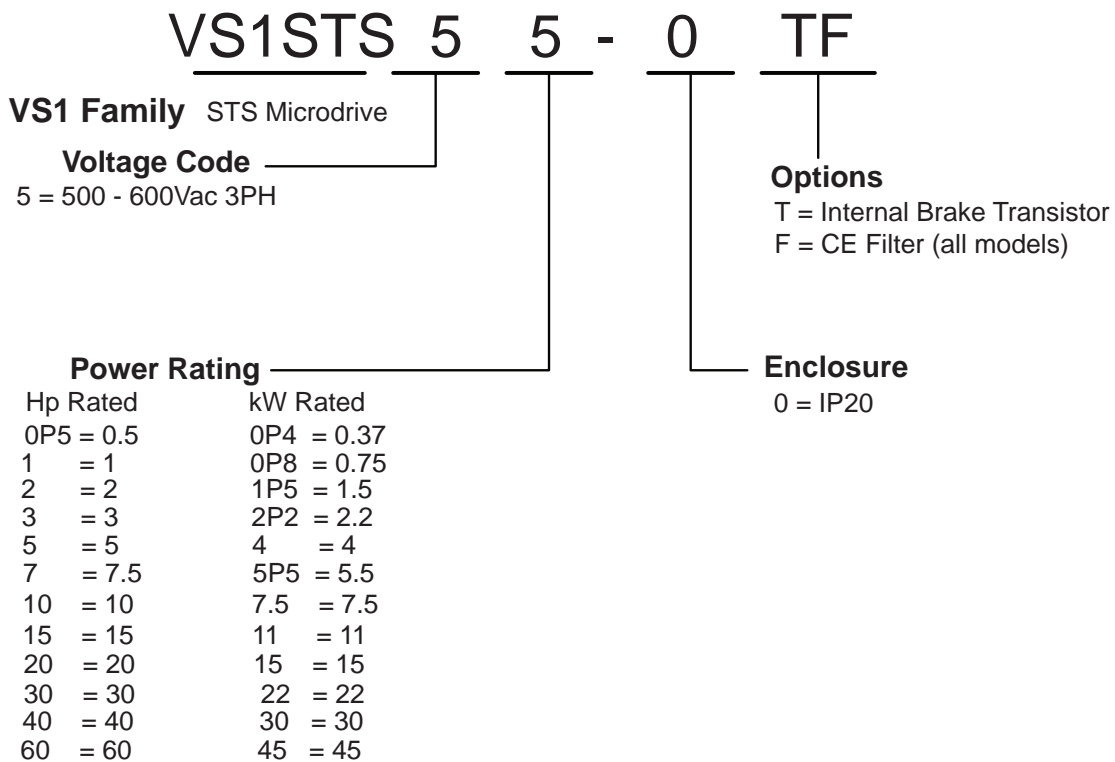 VS1STS 5 5 - 0 TF
VS1 Family STS Microdrive
Voltage Code
5 = 500 - 600Vac 3PH
Options
T = Internal Brake Transistor
F = CE Filter (all models)
Power Rating
Enclosure
0 = IP20
Hp Rated kW Rated
0P5 = 0.5 0P4 = 0.37
1 = 1 0P8 = 0.75
2 = 2 1P5 = 1.5
3 = 3 2P2 = 2.2
5 = 5 4 = 4
7 = 7.5 5P5 = 5.5
10 = 10 7.5 = 7.5
15 = 15 11 = 11
20 = 20 15 = 15
30 = 30 22 = 22
40 = 40 30 = 30
60 = 60 45 = 45